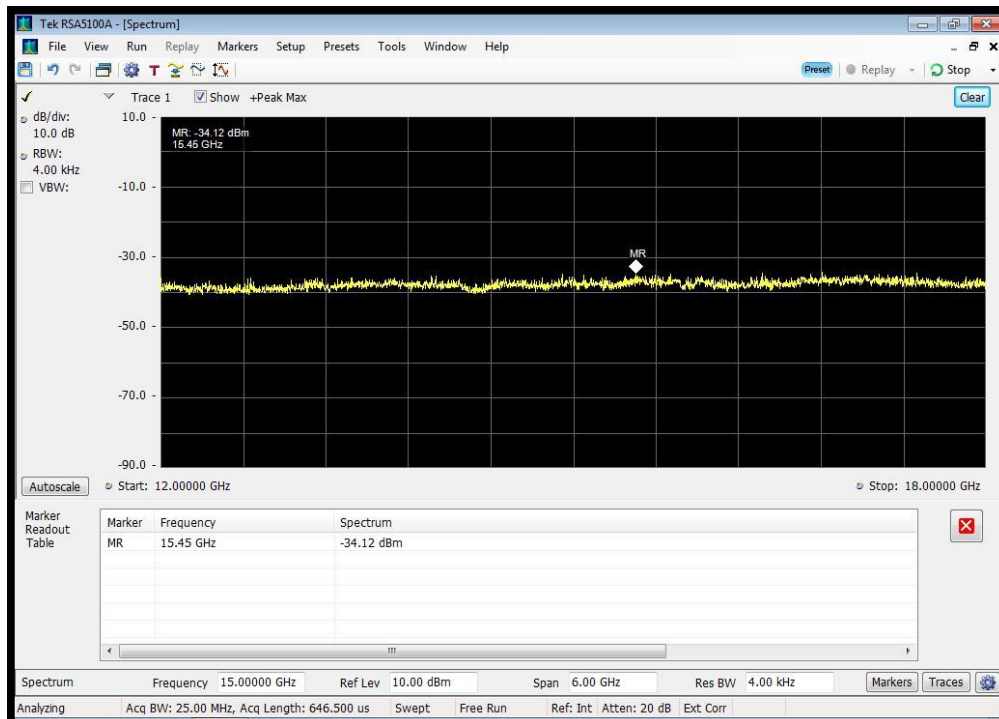 Tek RSA5100A - [Spectrum]
File View Run Replay Markers Setup Presets Tools Window Help
T Preset Replay Stop
Trace 1 Show +Peak Max Clear
dB/div:
10.0 dB
RBW:
4.00 kHz
VBW:
10.0
MR: -34.12 dBm
15.45 GHz
-10.0
-30.0
MR
-50.0
-70.0
-90.0
Autoscale Start: 12.00000 GHz Stop: 18.00000 GHz
Marker
Readout
Table
Marker Frequency Spectrum
MR 15.45 GHz -34.12 dBm
Spectrum Frequency 15.00000 GHz Ref Lev 10.00 dBm Span 6.00 GHz Res BW 4.00 kHz Markers Traces
Analyzing Acq BW: 25.00 MHz, Acq Length: 646.500 us Swept Free Run Ref: Int Atten: 20 dB Ext Corr